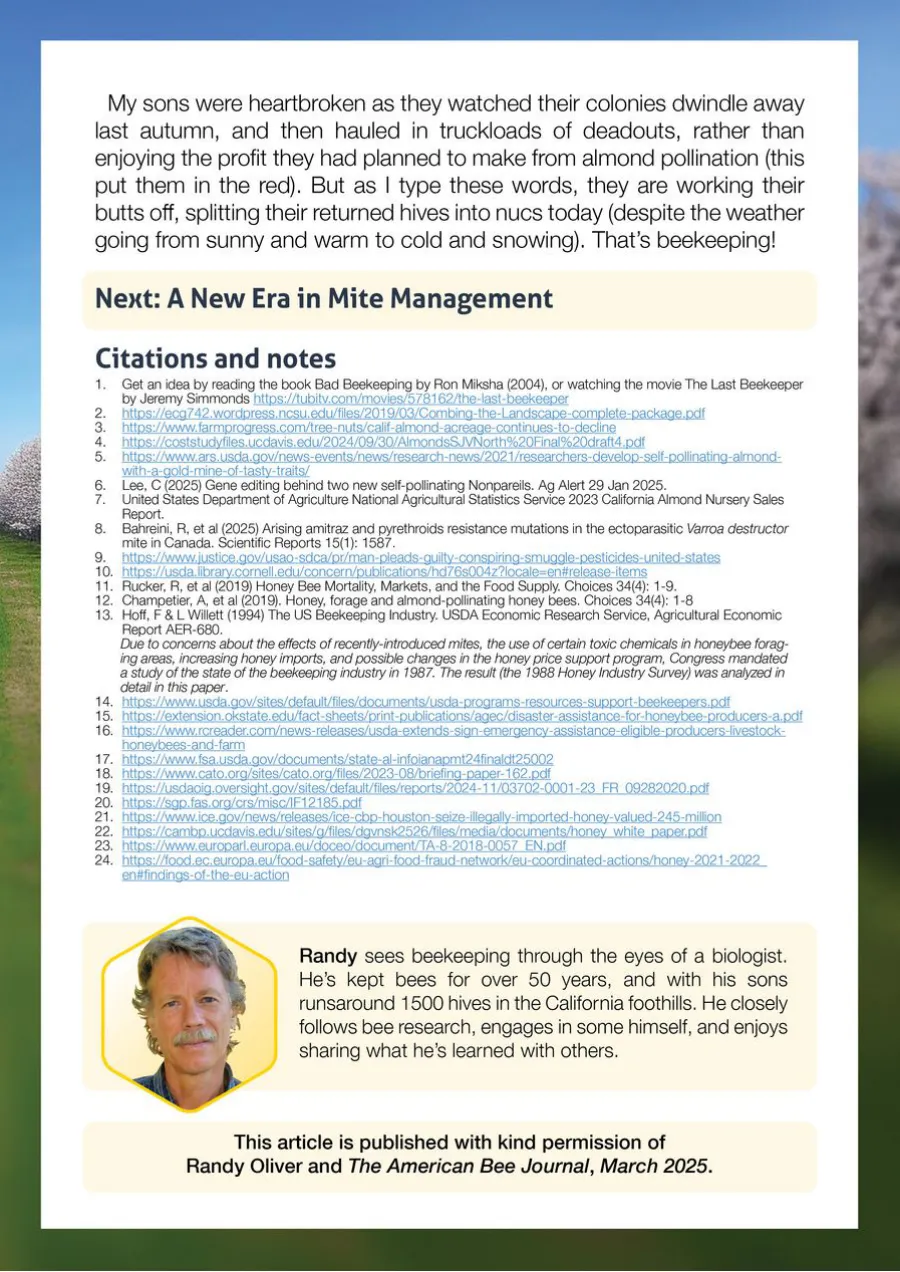 My sons were heartbroken as they watched their colonies dwindle away
last autumn, and then hauled in truckloads of deadouts, rather than
enjoying the profit they had planned to make from almond pollination (this
put them in the red). But as I type these words, they are working their
butts off, splitting their returned hives into nucs today (despite the weather
going from sunny and warm to cold and snowing). That's beekeeping!
Next: A New Era in Mite Management
Citations and notes
1. Get an idea by reading the book Bad Beekeeping by Ron Miksha (2004), or watching the movie The Last Beekeeper
by Jeremy Simmonds https://tubitv.com/movies/578162/the-last-beekeeper
2. https://ecg742.wordpress.ncsu.edu/files/2019/03/Combing-the-Landscape-complete-package.pdf
3. https://www.farmprogress.com/tree-nuts/calif-almond-acreage-continues-to-decline
4. https://coststudyfiles.ucdavis.edu/2024/09/30/AlmondsSJVNorth%20Final%20draft4.pdf
5. https://www.ars.usda.gov/news-events/news/research-news/2021/researchers-develop-self-pollinating-almond-
with-a-gold-mine-of-tasty-traits/
6. Lee, C (2025) Gene editing behind two new self-pollinating Nonpareils. Ag Alert 29 Jan 2025.
7. United States Department of Agriculture National Agricultural Statistics Service 2023 California Almond Nursery Sales
Report.
8. Bahreini, R, et al (2025) Arising amitraz and pyrethroids resistance mutations in the ectoparasitic Varroa destructor
mite in Canada. Scientific Reports 15(1): 1587.
9. https://www.justice.gov/usao-sdca/pr/man-pleads-guilty-conspiring-smuggle-pesticides-united-states
10. https://usda.library.cornell.edu/concern/publications/hd76s004z?locale=en#release-items
11. Rucker, R, et al (2019) Honey Bee Mortality, Markets, and the Food Supply. Choices 34(4): 1-9.
12. Champetier, A, et al (2019). Honey, forage and almond-pollinating honey bees. Choices 34(4): 1-8
13. Hoff, F & L Willett (1994) The US Beekeeping Industry. USDA Economic Research Service, Agricultural Economic
Report AER-680.
Due to concerns about the effects of recently-introduced mites, the use of certain toxic chemicals in honeybee forag-
ing areas, increasing honey imports, and possible changes in the honey price support program, Congress mandated
a study of the state of the beekeeping industry in 1987. The result (the 1988 Honey Industry Survey) was analyzed in
detail in this paper.
14. https://www.usda.gov/sites/default/files/documents/usda-programs-resources-support-beekeepers.pdf
15. https://extension.okstate.edu/fact-sheets/print-publications/agec/disaster-assistance-for-honeybee-producers-a.pdf
16. https://www.rcreader.com/news-releases/usda-extends-sign-emergency-assistance-eligible-producers-livestock-
honeybees-and-farm
17. https://www.fsa.usda.gov/documents/state-al-infoianapmt24finaldt25002
18. https://www.cato.org/sites/cato.org/files/2023-08/briefing-paper-162.pdf
19. https://usdaoig.oversight.gov/sites/default/files/reports/2024-11/03702-0001-23_FR_09282020.pdf
20. https://sgp.fas.org/crs/misc/IF12185.pdf
21. https://www.ice.gov/news/releases/ice-cbp-houston-seize-illegally-imported-honey-valued-245-million
22. https://cambp.ucdavis.edu/sites/g/files/dgvnsk2526/files/media/documents/honey_white_paper.pdf
23. https://www.europarl.europa.eu/doceo/document/TA-8-2018-0057_EN.pdf
24. https://food.ec.europa.eu/food-safety/eu-agri-food-fraud-network/eu-coordinated-actions/honey-2021-2022_
en#findings-of-the-eu-action
Randy sees beekeeping through the eyes of a biologist.
He's kept bees for over 50 years, and with his sons
runsaround 1500 hives in the California foothills. He closely
follows bee research, engages in some himself, and enjoys
sharing what he's learned with others.
This article is published with kind permission of
Randy Oliver and The American Bee Journal, March 2025.